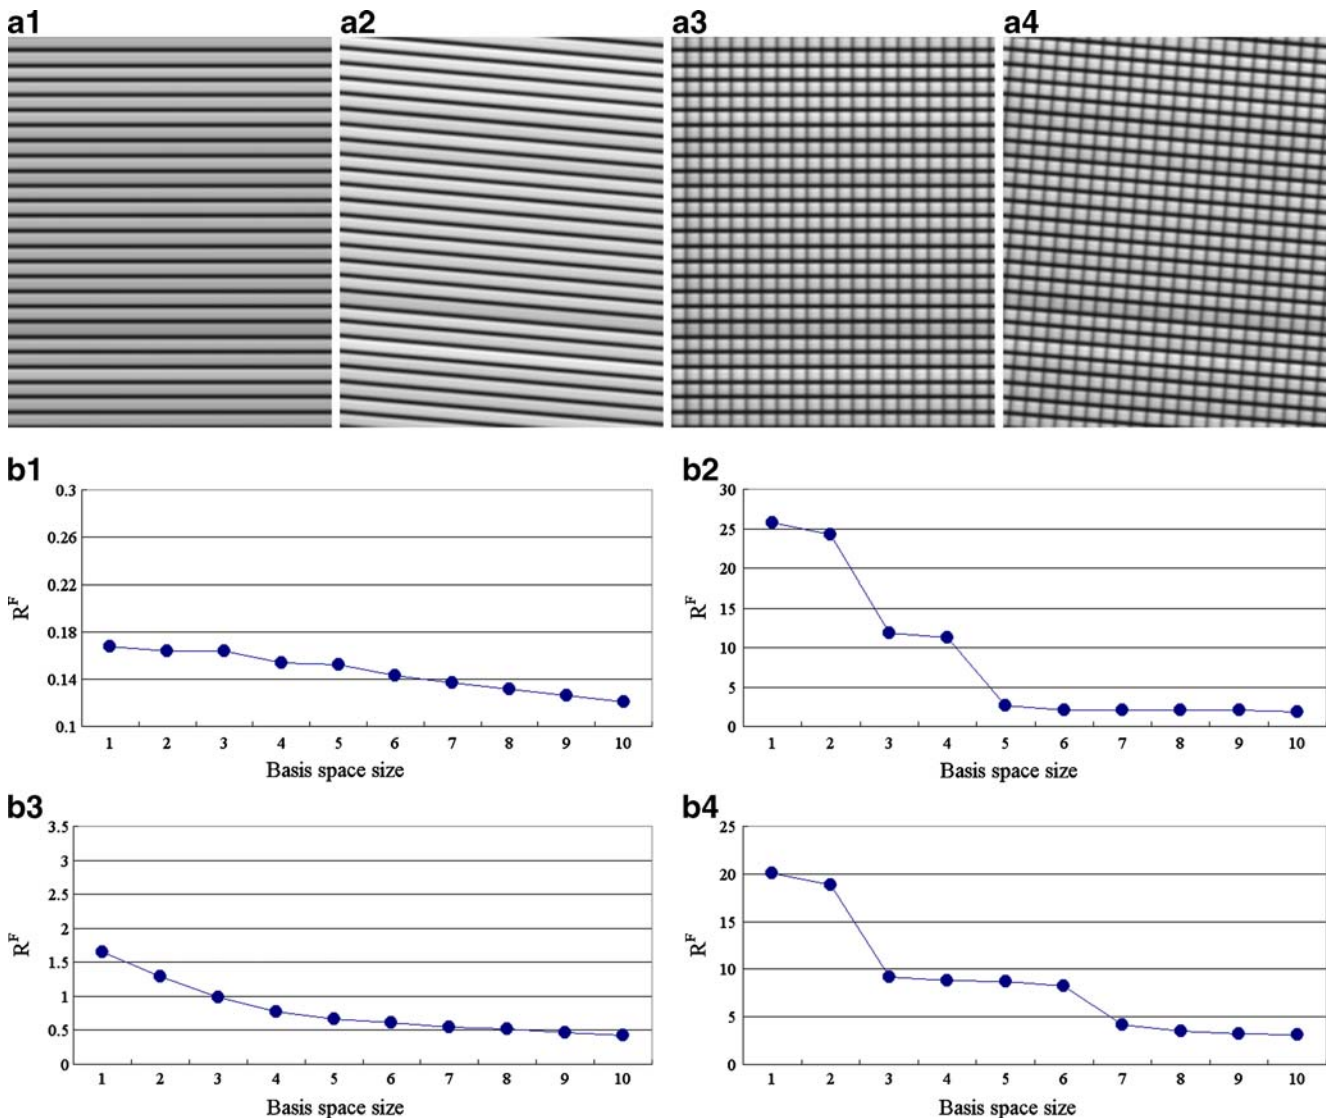 a1 a2 a3 a4
b1
0.3
0.26
0.22
0.18
0.14
0.1
R^F
1 2 3 4 5 6 7 8 9 10
Basis space size
b2
30
25
20
15
10
5
0
R^F
1 2 3 4 5 6 7 8 9 10
Basis space size
b3
3.5
3
2.5
2
1.5
1
0.5
0
R^F
1 2 3 4 5 6 7 8 9 10
Basis space size
b4
25
20
15
10
5
0
R^F
1 2 3 4 5 6 7 8 9 10
Basis space size